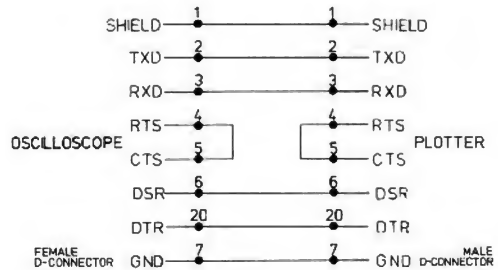 SHIELD 1 1 SHIELD
TXD 2 2 TXD
RXD 3 3 RXD
RTS 4 4 RTS
OSCILLOSCOPE PLOTTER
CTS 5 5 CTS
DSR 6 6 DSR
DTR 20 20 DTR
FEMALE MALE
D-CONNECTOR GND 7 7 GND D-CONNECTOR